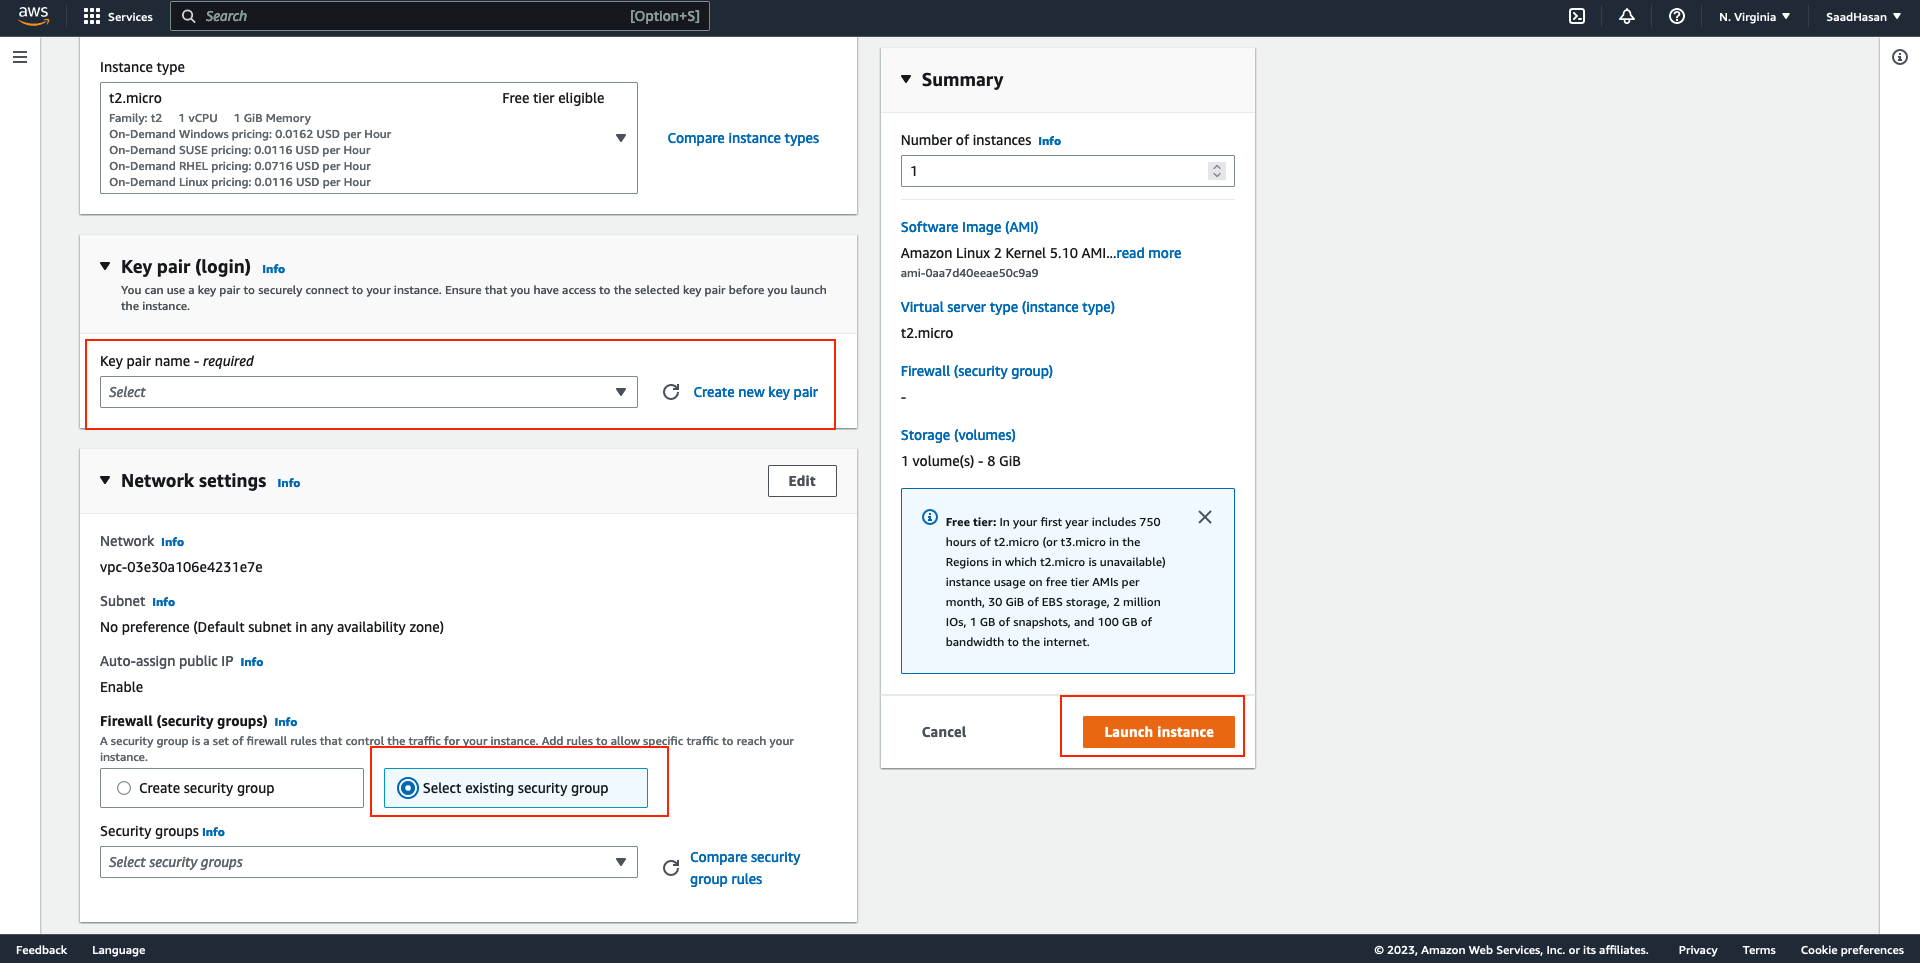 aws
Services
Search
[Option+S]
N. Virginia
SaadHasan
Instance type
t2.micro
Free tier eligible
Family: t2 1 vCPU 1 GiB Memory
On-Demand Windows pricing: 0.0162 USD per Hour
On-Demand SUSE pricing: 0.0116 USD per Hour
On-Demand RHEL pricing: 0.0716 USD per Hour
On-Demand Linux pricing: 0.0116 USD per Hour
Compare instance types
Key pair (login) Info
You can use a key pair to securely connect to your instance. Ensure that you have access to the selected key pair before you launch
the instance.
Key pair name - required
Select
Create new key pair
Network settings Info
Edit
Network Info
vpc-03e30a106e4231e7e
Subnet Info
No preference (Default subnet in any availability zone)
Auto-assign public IP Info
Enable
Firewall (security groups) Info
A security group is a set of firewall rules that control the traffic for your instance. Add rules to allow specific traffic to reach your
instance.
Create security group
Select existing security group
Security groups Info
Select security groups
Compare security
group rules
Summary
Number of instances Info
1
Software Image (AMI)
Amazon Linux 2 Kernel 5.10 AMI...read more
ami-0aa7d40eeae50c9a9
Virtual server type (instance type)
t2.micro
Firewall (security group)
-
Storage (volumes)
1 volume(s) - 8 GiB
Free tier: In your first year includes 750
hours of t2.micro (or t3.micro in the
Regions in which t2.micro is unavailable)
instance usage on free tier AMIs per
month, 30 GiB of EBS storage, 2 million
IOs, 1 GB of snapshots, and 100 GB of
bandwidth to the internet.
Cancel
Launch instance
Feedback
Language
© 2023, Amazon Web Services, Inc. or its affiliates.
Privacy
Terms
Cookie preferences